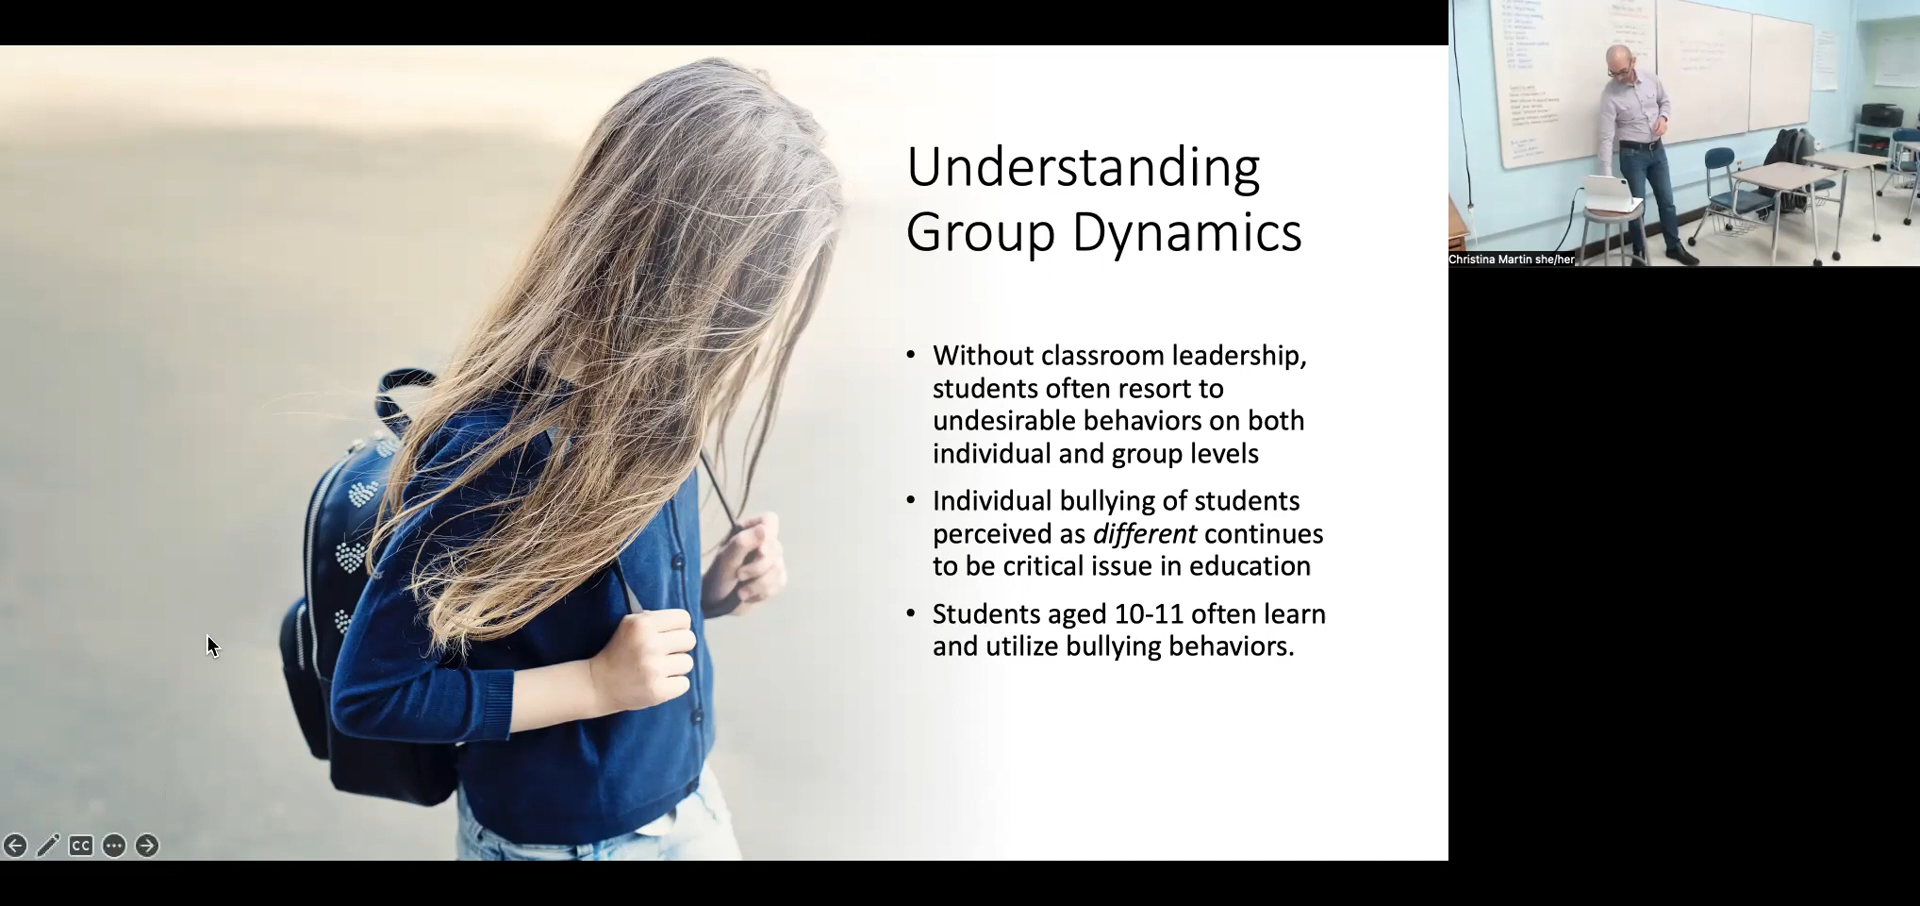 Understanding
Group Dynamics
• Without classroom leadership,
students often resort to
undesirable behaviors on both
individual and group levels
• Individual bullying of students
perceived as different continues
to be critical issue in education
• Students aged 10-11 often learn
and utilize bullying behaviors.
Christina Martin she/her
CC